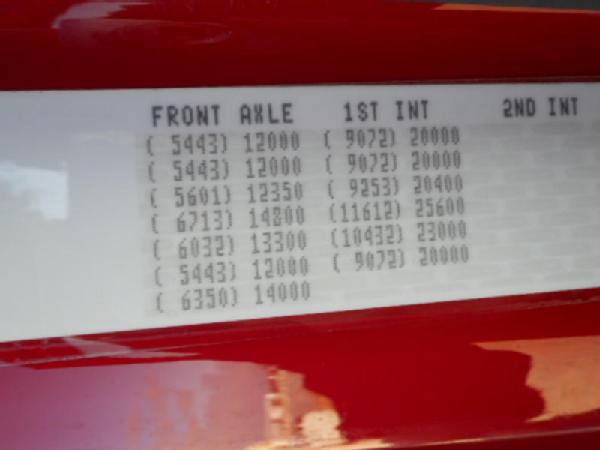 FRONT AXLE 1ST INT 2ND INT
( 5443) 12000 ( 9072) 20000
( 5443) 12000 ( 9072) 20000
( 5601) 12350 ( 9253) 20400
( 6713) 14800 (11612) 25600
( 6032) 13300 (10432) 23000
( 5443) 12000 ( 9072) 20000
( 6350) 14000